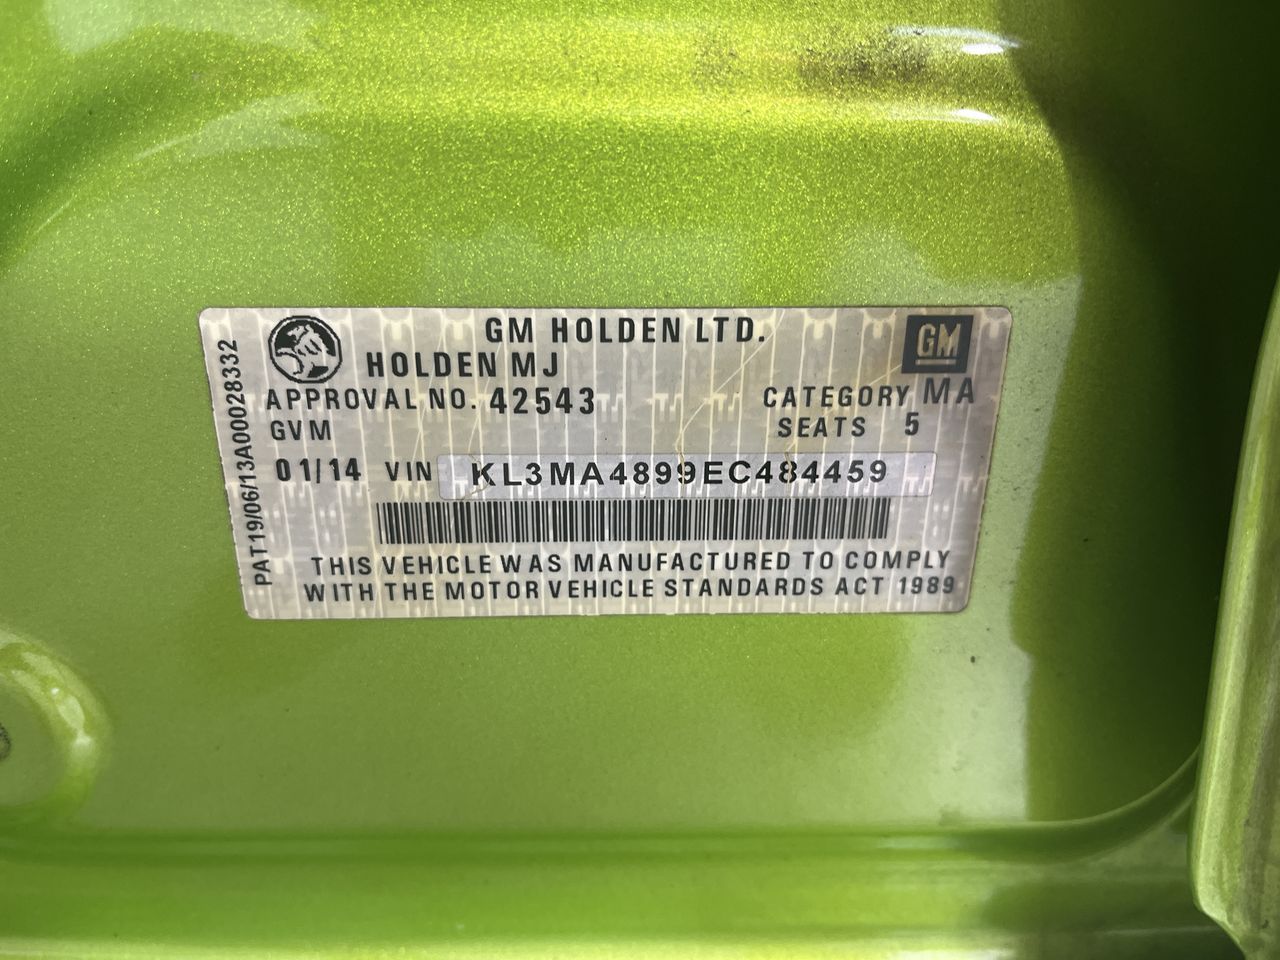 GM HOLDEN LTD.
GM
HOLDEN MJ
APPROVAL NO. 42543
CATEGORY MA
GVM
SEATS 5
01/14 VIN KL3MA4899EC484459
THIS VEHICLE WAS MANUFACTURED TO COMPLY
WITH THE MOTOR VEHICLE STANDARDS ACT 1989
PAT19/06/13A00028332